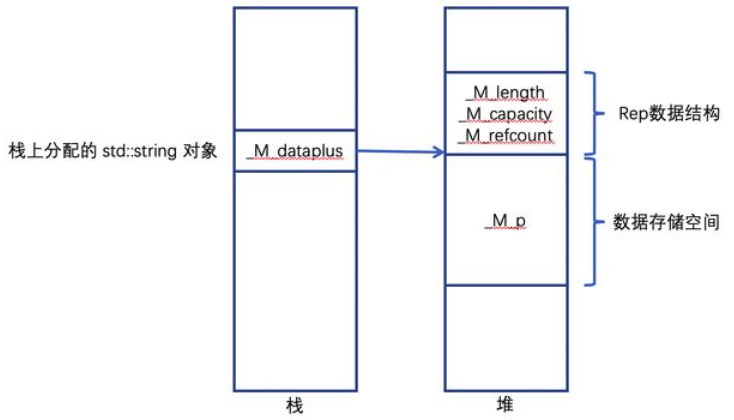 _M_length
_M_capacity
_M_refcount
Rep数据结构
栈上分配的 std::string 对象
_M_dataplus
_M_p
数据存储空间
栈
堆